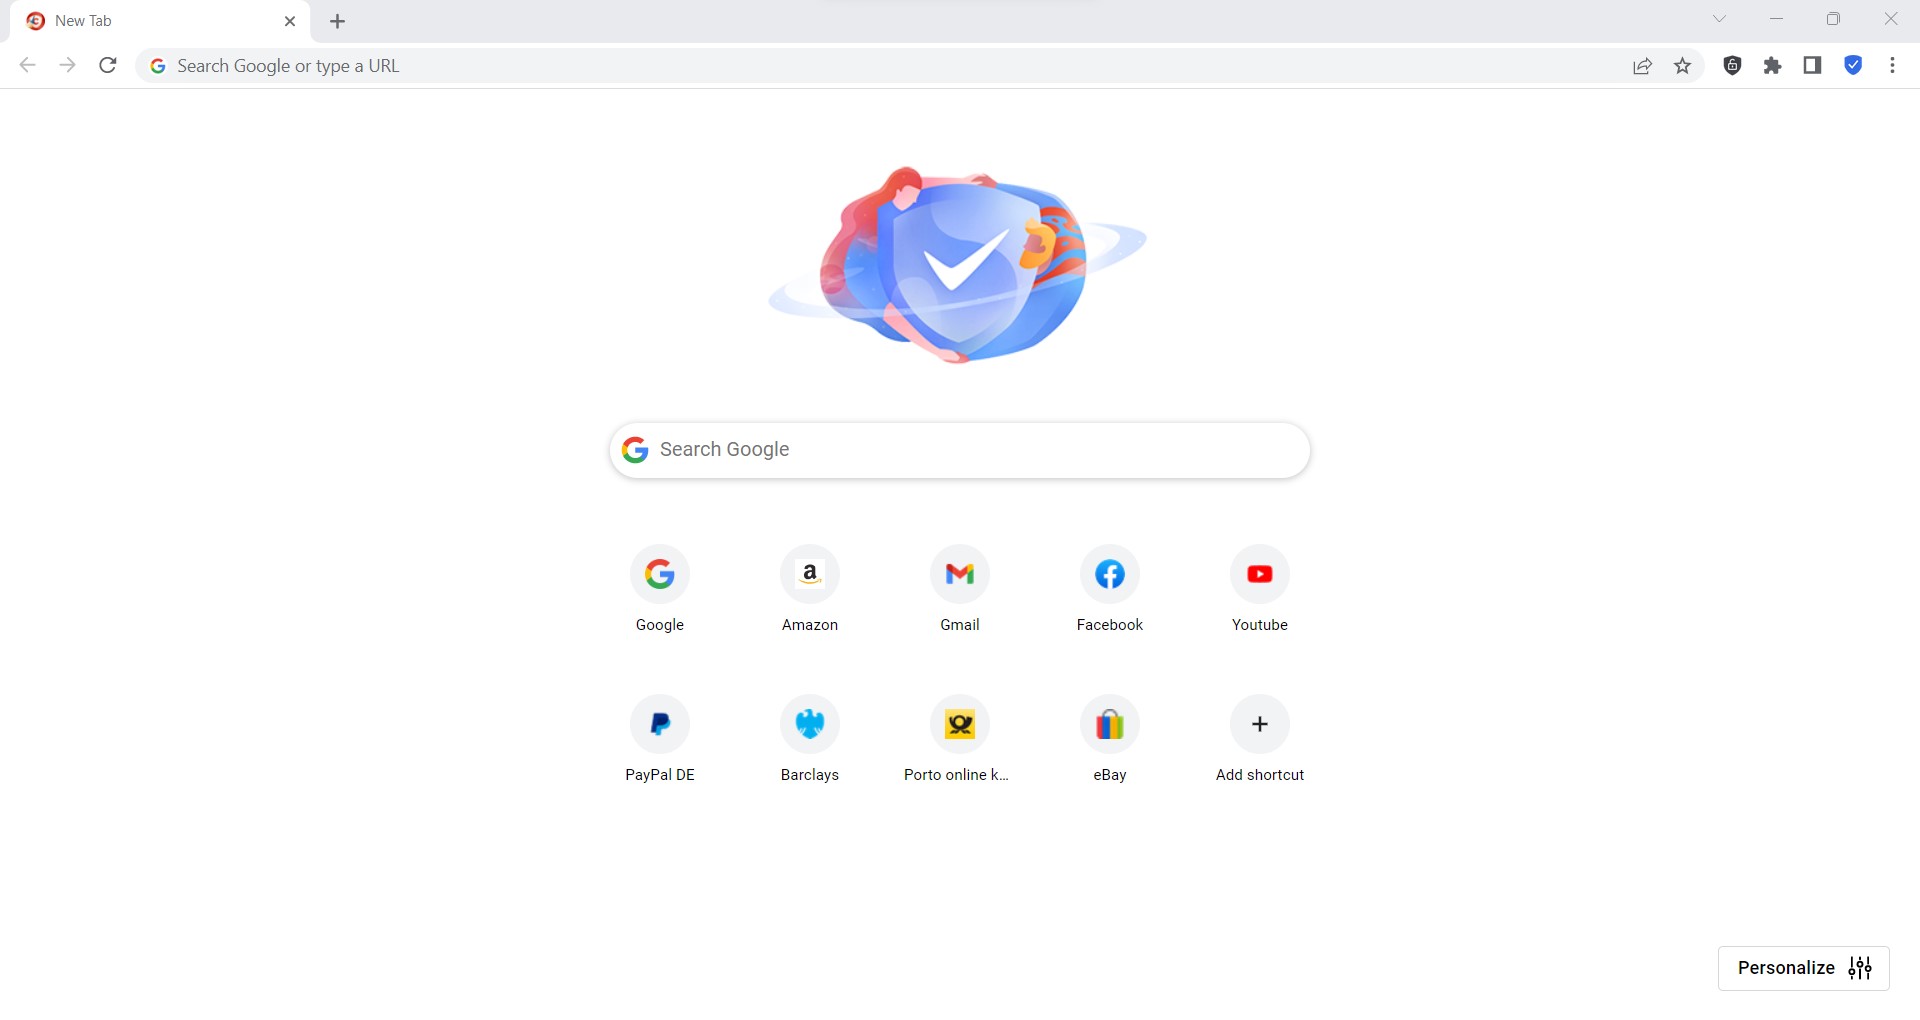 New Tab
Search Google or type a URL
Search Google
Google
Amazon
Gmail
Facebook
Youtube
PayPal DE
Barclays
Porto online k...
eBay
Add shortcut
Personalize